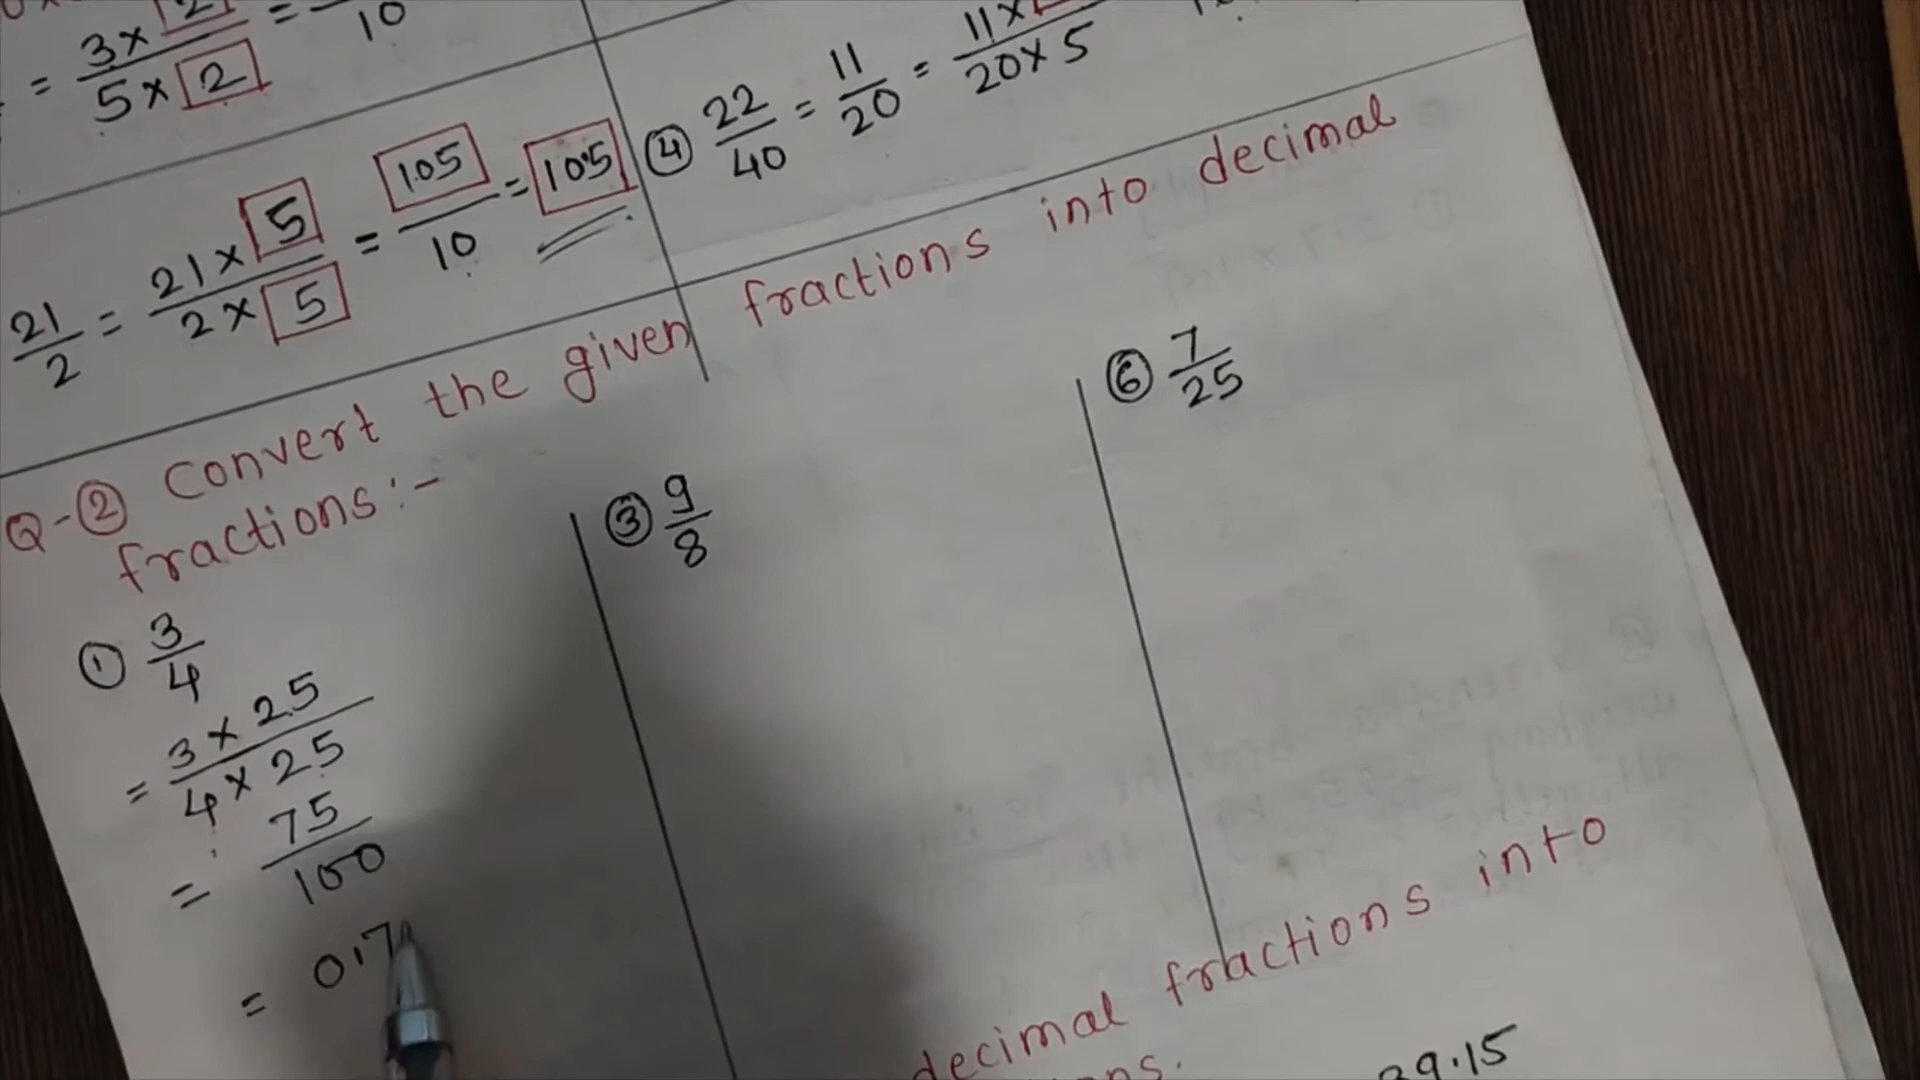 = 3 × 2 / 5 × 2 = / 10
④ 22/40 = 11/20 = 11 × / 20 × 5
21/2 = 21 × 5 / 2 × 5 = 105/10 = 10.5
Q-② Convert the given fractions into decimal
fractions :-
① 3/4
= 3 × 25 / 4 × 25
= 75/100
= 0.7
③ 9/8
⑥ 7/25
decimal fractions into
39.15